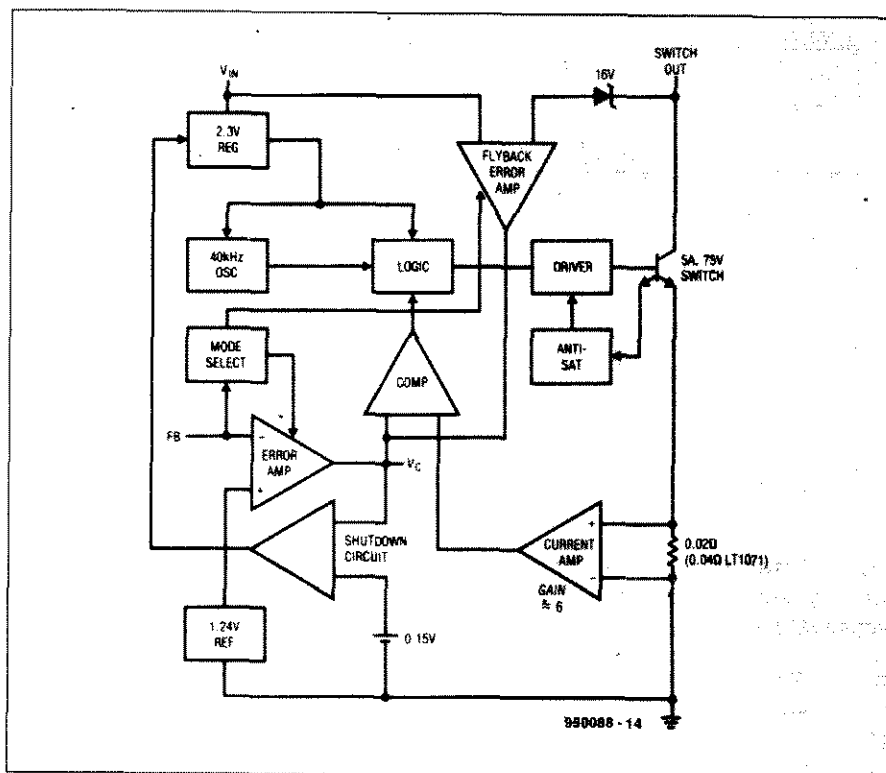 SWITCH
OUT
VIN
16V
2.3V
REG
FLYBACK
ERROR
AMP
40kHz
OSC
LOGIC
DRIVER
5A, 75V
SWITCH
MODE
SELECT
ANTI-
SAT
COMP
FB
−
ERROR
AMP
+
VC
SHUTDOWN
CIRCUIT
+
CURRENT
AMP
−
GAIN
≈ 6
0.02Ω
(0.04Ω LT1071)
1.24V
REF
0.15V
950088 - 14